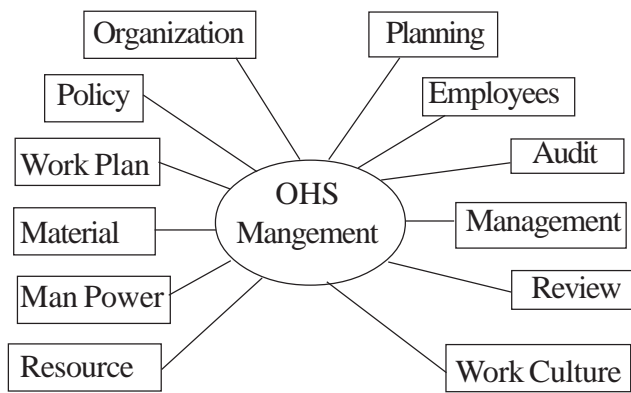 Organization
Planning
Policy
Employees
Work Plan
Audit
OHS
Mangement
Material
Management
Man Power
Review
Resource
Work Culture